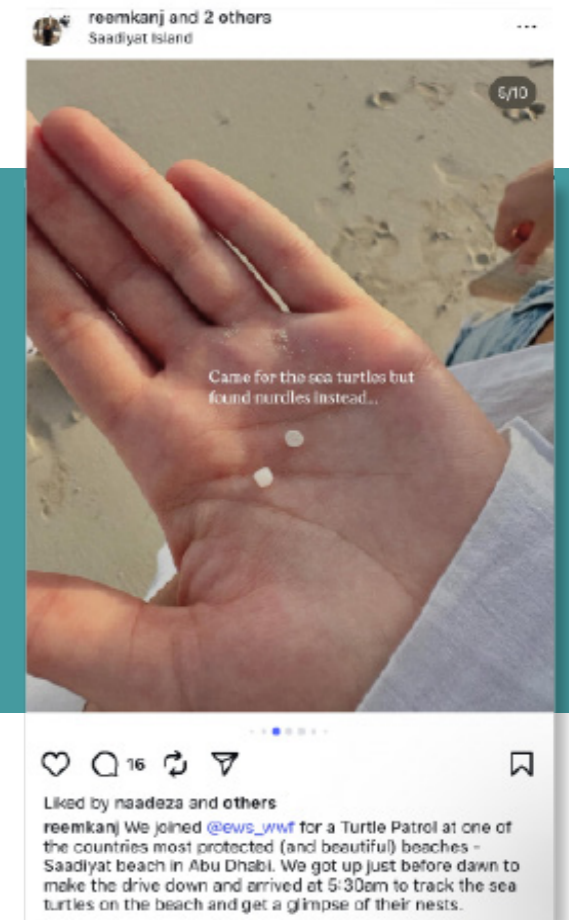 reemkanj and 2 others
Saadiyat Island
5/10
Came for the sea turtles but
found nurdles instead...
16
Liked by naadeza and others
reemkanj We joined @ews_wwf for a Turtle Patrol at one of
the countries most protected (and beautiful) beaches -
Saadiyat beach in Abu Dhabi. We got up just before dawn to
make the drive down and arrived at 5:30am to track the sea
turtles on the beach and get a glimpse of their nests.